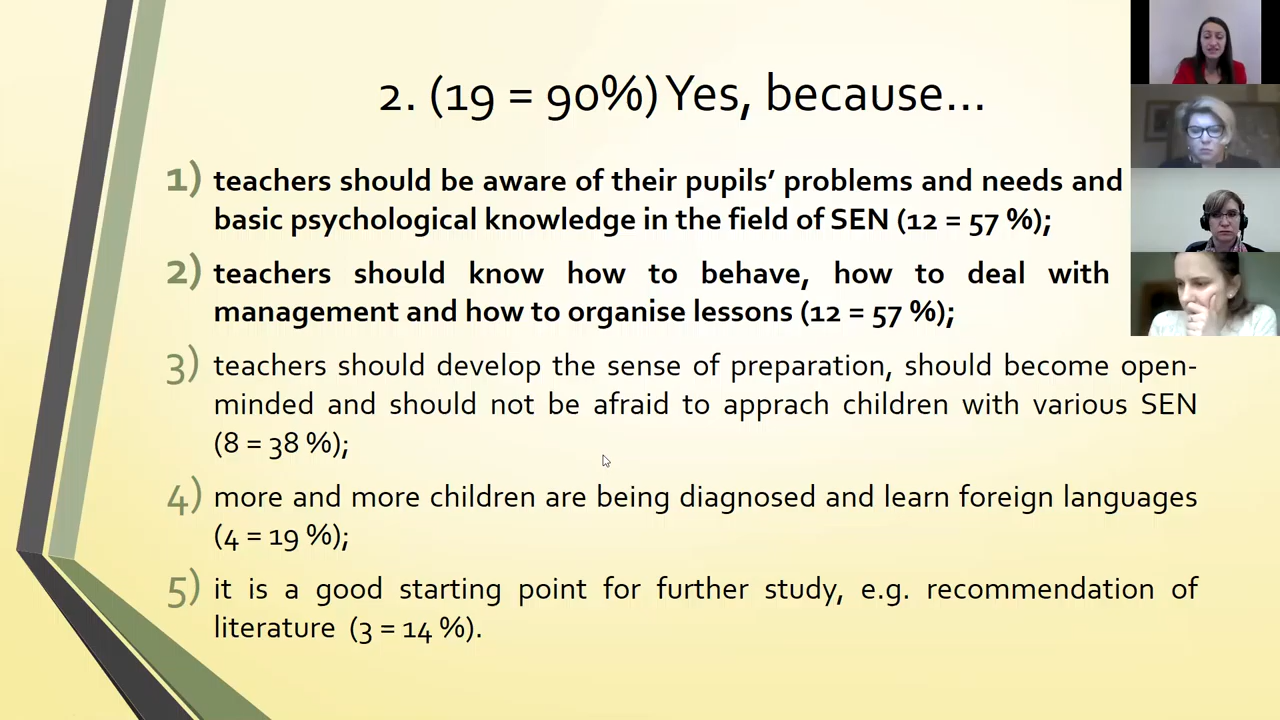 2. (19 = 90%) Yes, because...
1) teachers should be aware of their pupils' problems and needs and
basic psychological knowledge in the field of SEN (12 = 57 %);
2) teachers should know how to behave, how to deal with
management and how to organise lessons (12 = 57 %);
3) teachers should develop the sense of preparation, should become open-
minded and should not be afraid to apprach children with various SEN
(8 = 38 %);
4) more and more children are being diagnosed and learn foreign languages
(4 = 19 %);
5) it is a good starting point for further study, e.g. recommendation of
literature (3 = 14 %).